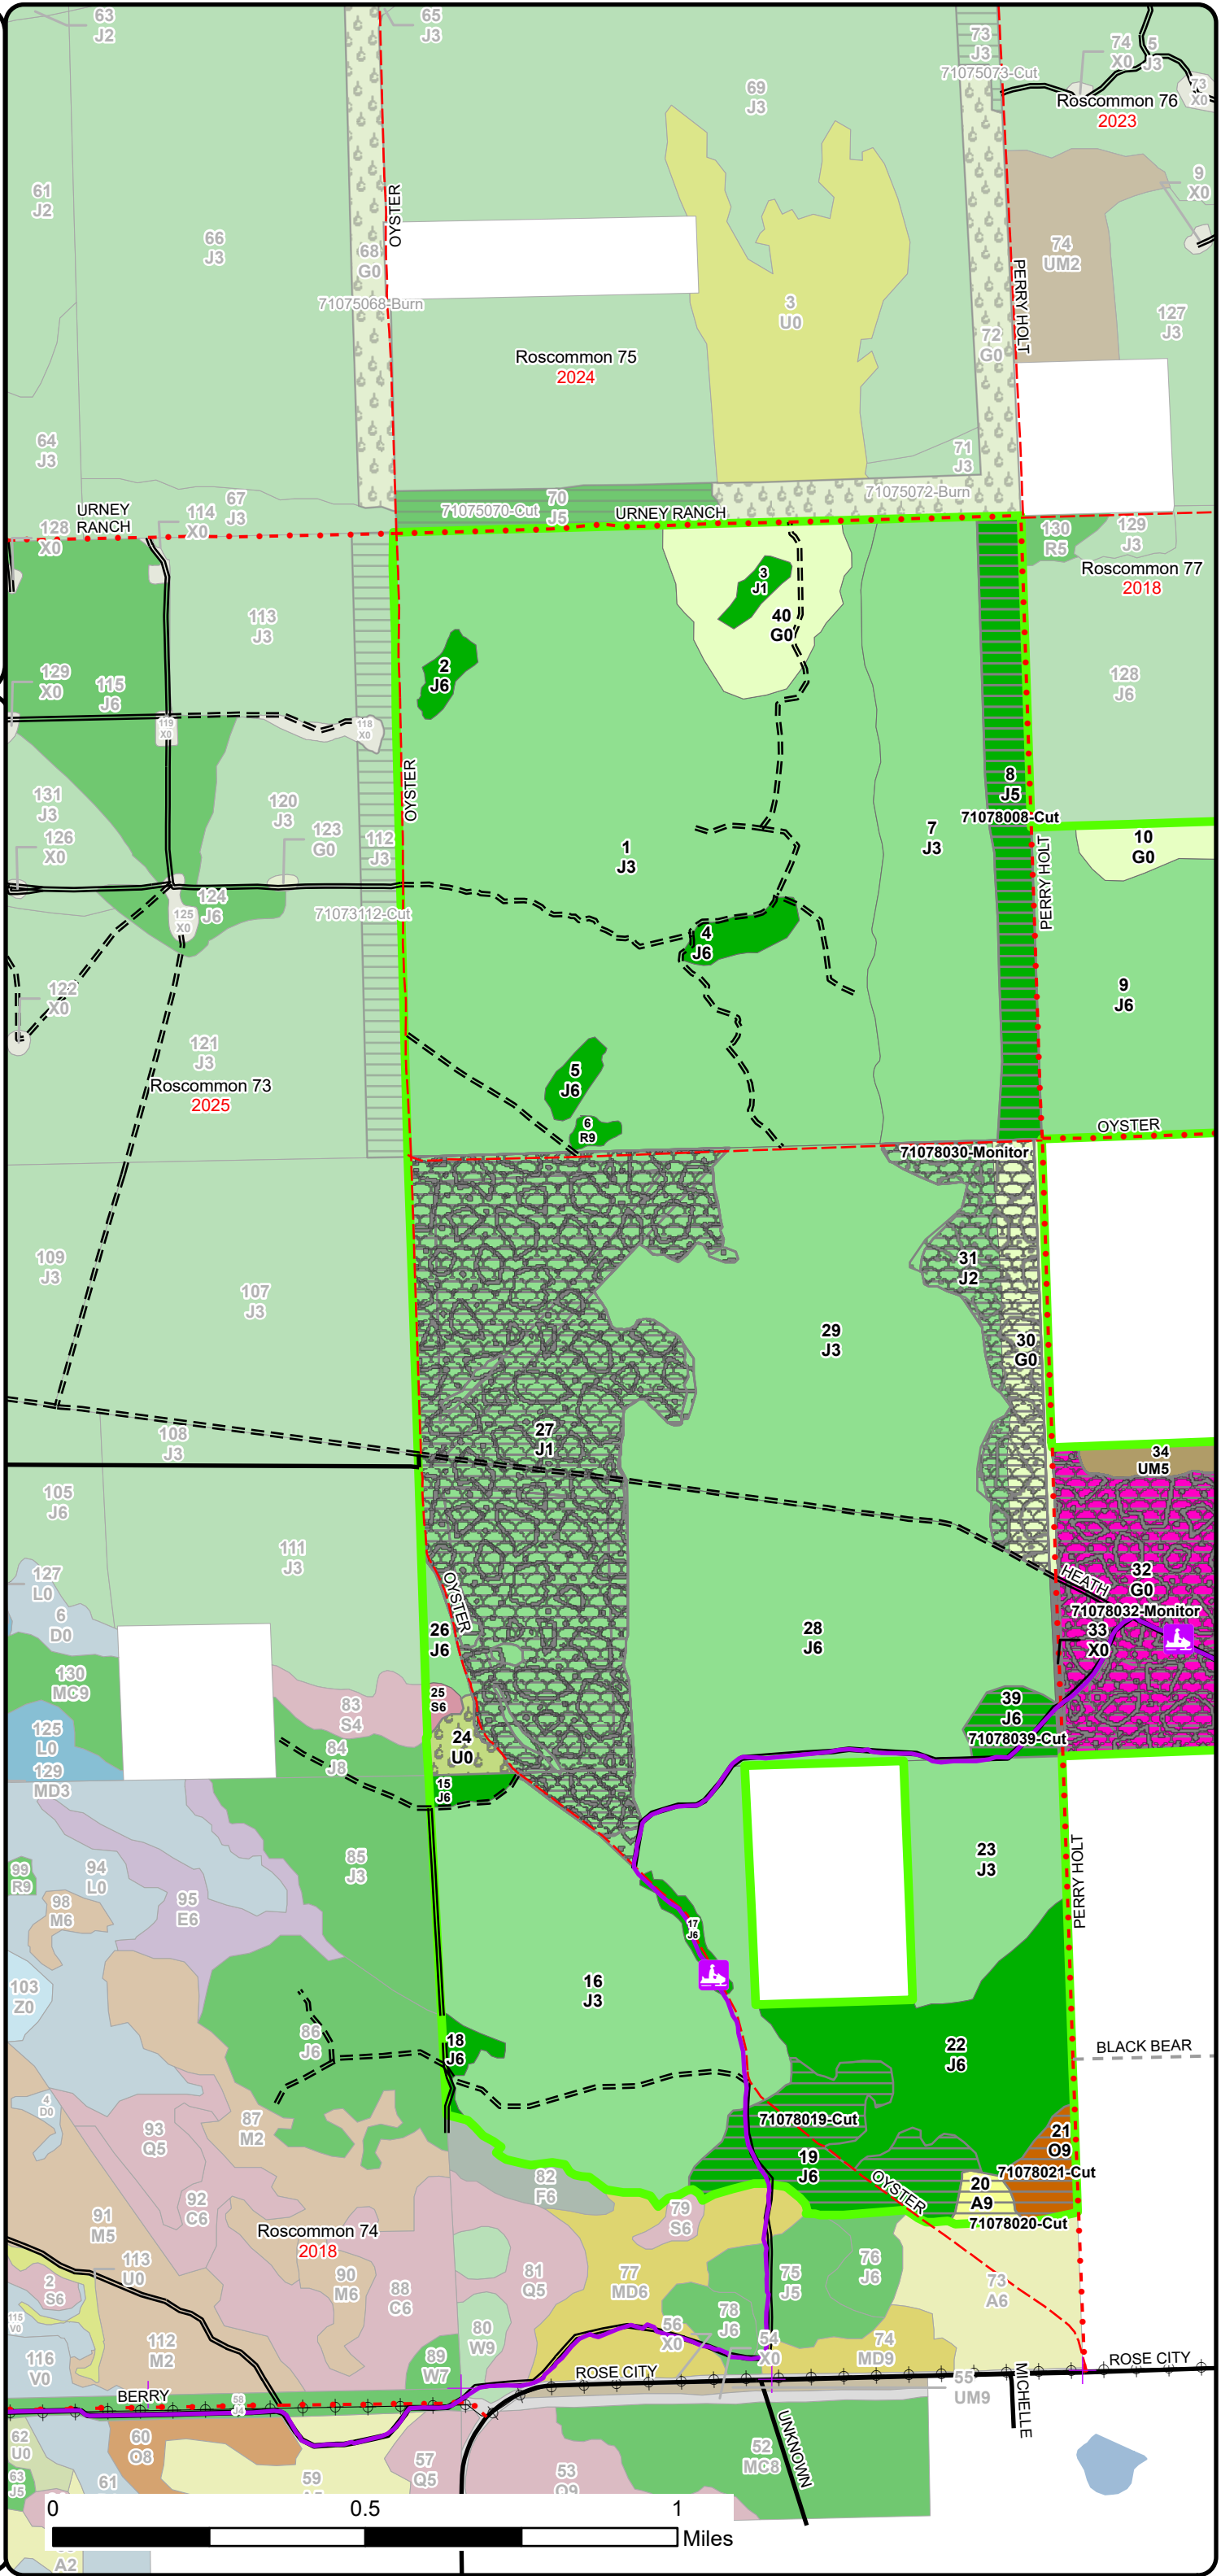 63
J2
65
J3
73
J3
71075073-Cut
74
X0
5
J3
73
X0
Roscommon 76
2023
69
J3
61
J2
66
J3
OYSTER
68
G0
71075068-Burn
9
X0
74
UM2
PERRY HOLT
127
J3
3
U0
72
G0
Roscommon 75
2024
64
J3
71
J3
67
J3
URNEY
RANCH
114
X0
128
X0
71075070-Cut
70
J5
71075072-Burn
URNEY RANCH
130
R5
129
J3
Roscommon 77
2018
3
J1
40
G0
113
J3
2
J6
129
X0
115
J6
128
J6
119
X0
118
X0
OYSTER
8
J5
71078008-Cut
131
J3
120
J3
123
G0
126
X0
112
J3
1
J3
7
J3
10
G0
PERRY HOLT
71073112-Cut
124
J6
125
X0
4
J6
9
J6
122
X0
121
J3
Roscommon 73
2025
5
J6
6
R9
OYSTER
71078030-Monitor
109
J3
107
J3
31
J2
29
J3
30
G0
27
J1
108
J3
34
UM5
105
J6
111
J3
127
L0
6
D0
OYSTER
26
J6
HEATH
32
G0
71078032-Monitor
33
X0
28
J6
130
MC9
25
S6
83
S4
39
J6
71078039-Cut
125
L0
24
U0
84
J8
129
MD3
15
J6
PERRY HOLT
85
J3
23
J3
99
R9
94
L0
98
M6
95
E6
17
J6
103
Z0
16
J3
86
J6
18
J6
22
J6
BLACK BEAR
4
D0
87
M2
93
Q5
71078019-Cut
21
O9
19
J6
71078021-Cut
OYSTER
20
A9
71078020-Cut
82
F6
92
C6
79
S6
91
M5
Roscommon 74
2018
113
U0
90
M6
88
C6
81
Q5
77
MD6
75
J5
76
J6
73
A6
2
S6
115
V0
116
V0
112
M2
80
W9
78
J6
56
X0
54
X0
74
MD9
89
W7
ROSE CITY
ROSE CITY
55
UM9
MICHELLE
BERRY
58
J4
62
U0
60
O8
57
Q5
UNKNOWN
52
MC8
63
J5
61
59
53
0
0.5
1
Miles
A2